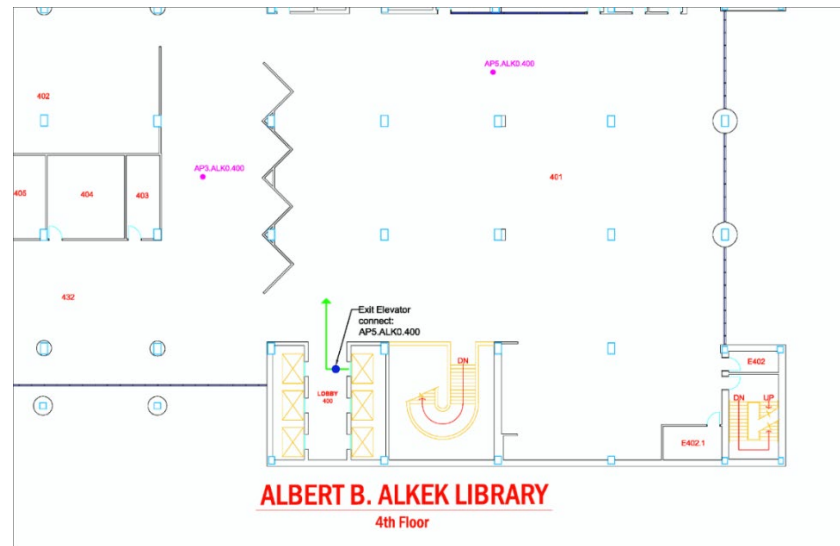 AP5.ALK0.400
402
AP3.ALK0.400
401
405
404
403
432
Exit Elevator
connect:
AP5.ALK0.400
DN
E402
LOBBY
400
DN
UP
E402.1
ALBERT B. ALKEK LIBRARY
4th Floor